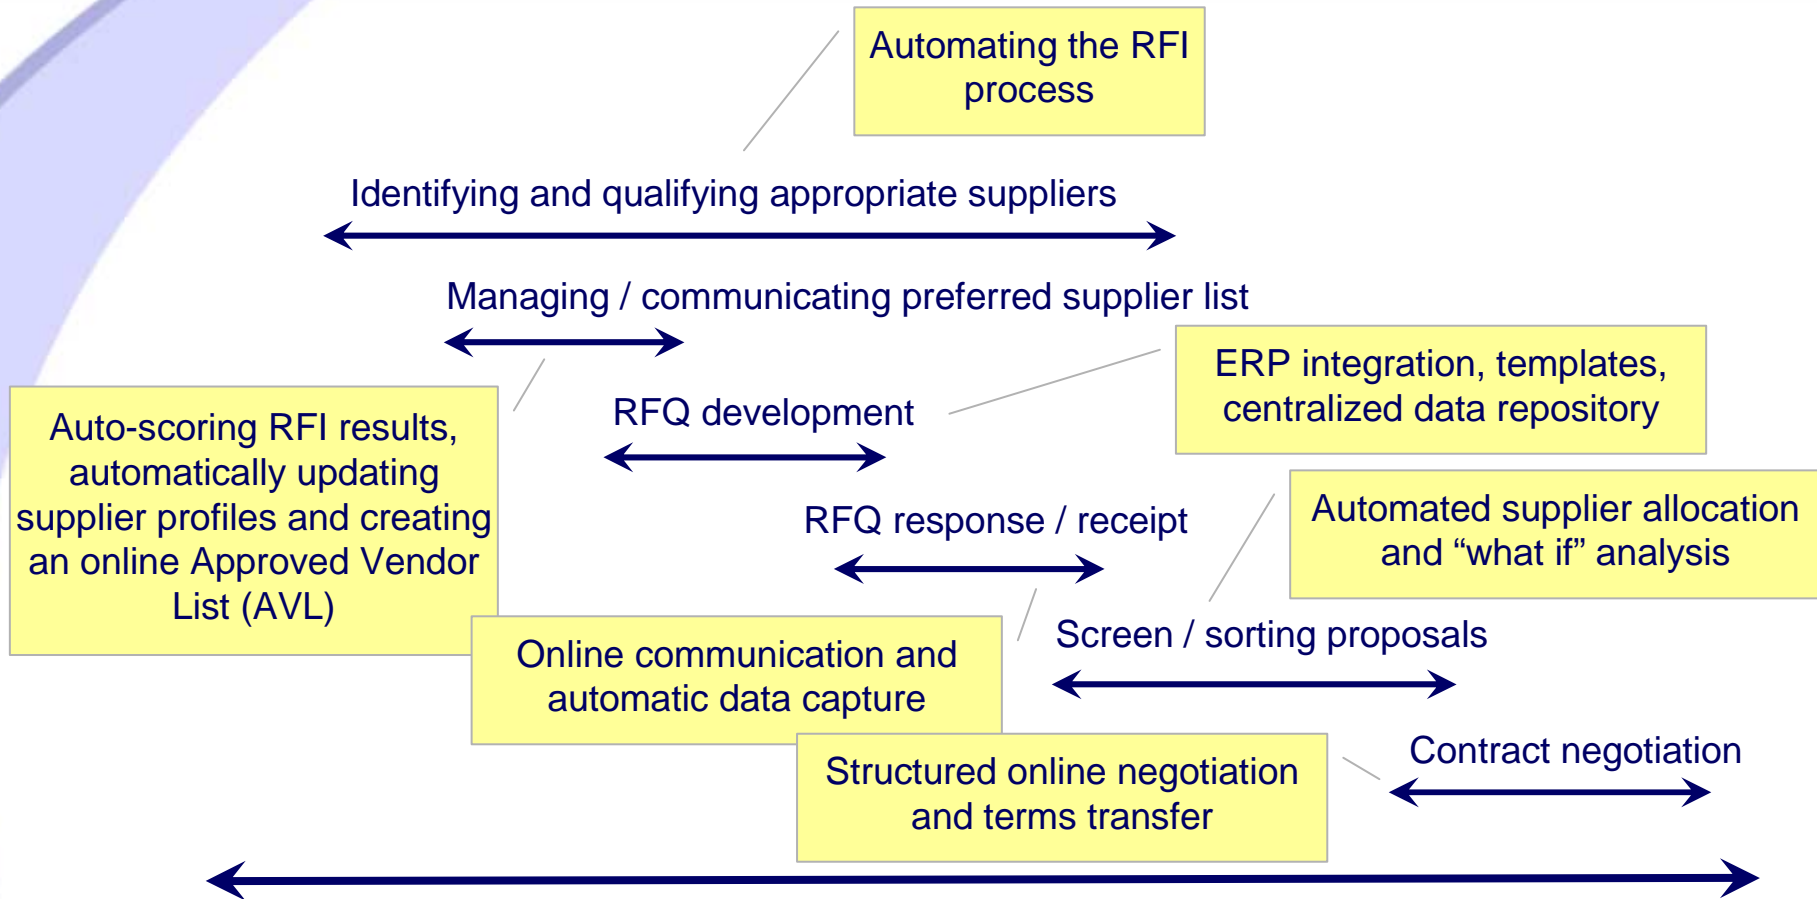 Automating the RFI
process
Identifying and qualifying appropriate suppliers
Managing / communicating preferred supplier list
ERP integration, templates,
centralized data repository
RFQ development
Auto-scoring RFI results,
automatically updating
supplier profiles and creating
an online Approved Vendor
List (AVL)
Automated supplier allocation
and “what if” analysis
RFQ response / receipt
Screen / sorting proposals
Online communication and
automatic data capture
Contract negotiation
Structured online negotiation
and terms transfer